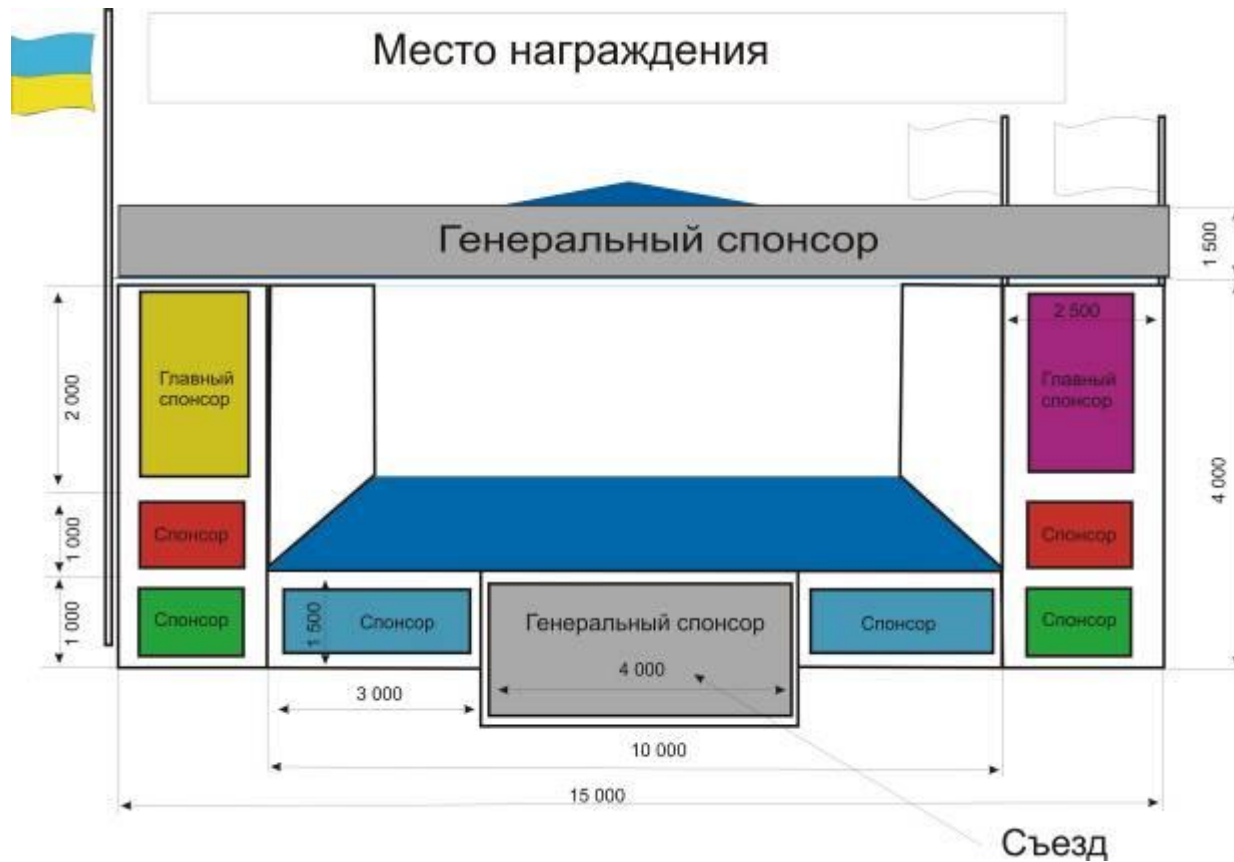 Место награждения
Генеральный спонсор
1 500
2 500
Главный
спонсор
Главный
спонсор
2 000
4 000
Спонсор
Спонсор
1 000
Спонсор
1 500
Спонсор
Генеральный спонсор
Спонсор
Спонсор
1 000
4 000
3 000
10 000
15 000
Съезд